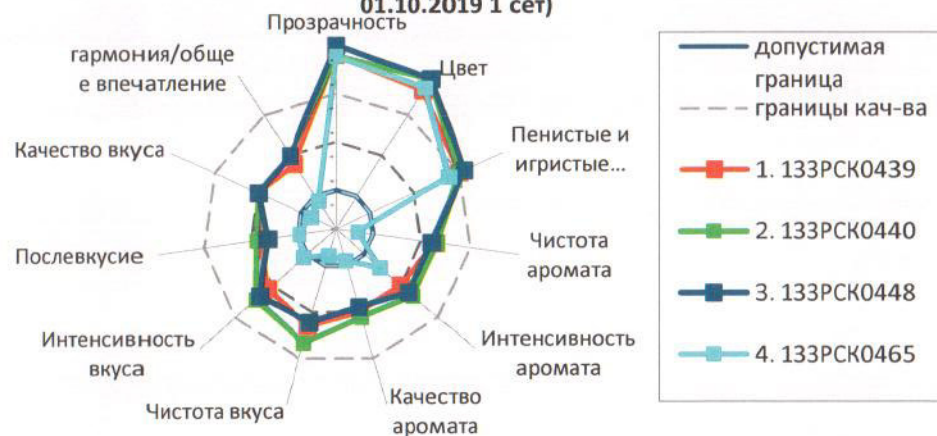 01.10.2019 1 сет)
Прозрачность
гармония/обще
е впечатление
Цвет
Качество вкуса
Пенистые и
игристые...
Послевкусие
Чистота
аромата
Интенсивность
вкуса
Интенсивность
аромата
Чистота вкуса
Качество
аромата
допустимая
граница
границы кач-ва
1. 133РСК0439
2. 133РСК0440
3. 133РСК0448
4. 133РСК0465